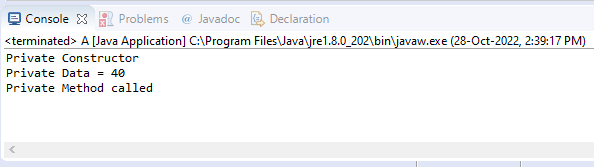 Console Problems @ Javadoc Declaration
<terminated> A [Java Application] C:\Program Files\Java\jre1.8.0_202\bin\javaw.exe (28-Oct-2022, 2:39:17 PM)
Private Constructor
Private Data = 40
Private Method called